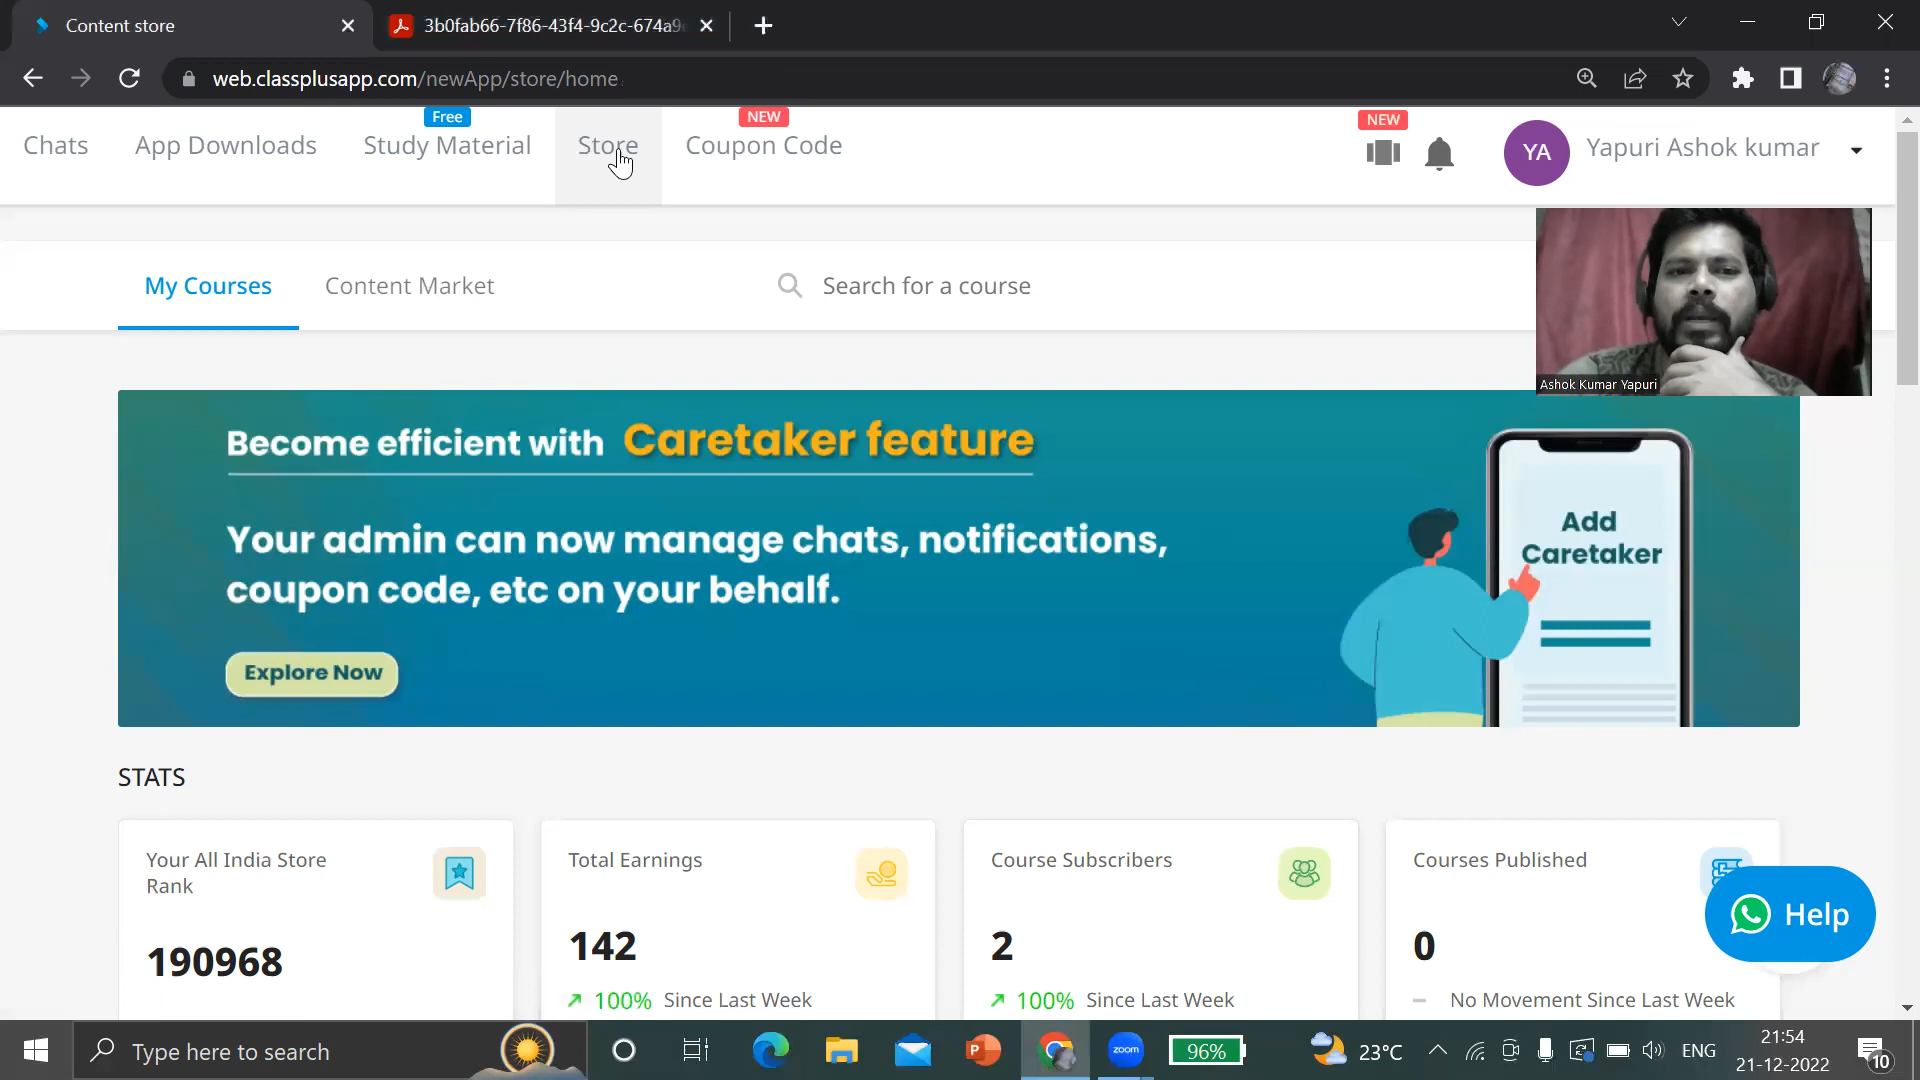 Content store
3b0fab66-7f86-43f4-9c2c-674a9
web.classplusapp.com/newApp/store/home
Chats
App Downloads
Free
Study Material
Store
NEW
Coupon Code
NEW
YA
Yapuri Ashok kumar
My Courses
Content Market
Search for a course
Ashok Kumar Yapuri
Become efficient with Caretaker feature
Your admin can now manage chats, notifications,
coupon code, etc on your behalf.
Explore Now
Add
Caretaker
STATS
Your All India Store
Rank
190968
Total Earnings
142
100% Since Last Week
Course Subscribers
2
100% Since Last Week
Courses Published
0
No Movement Since Last Week
Help
Type here to search
zoom
96%
23°C
ENG
21:54
21-12-2022
10